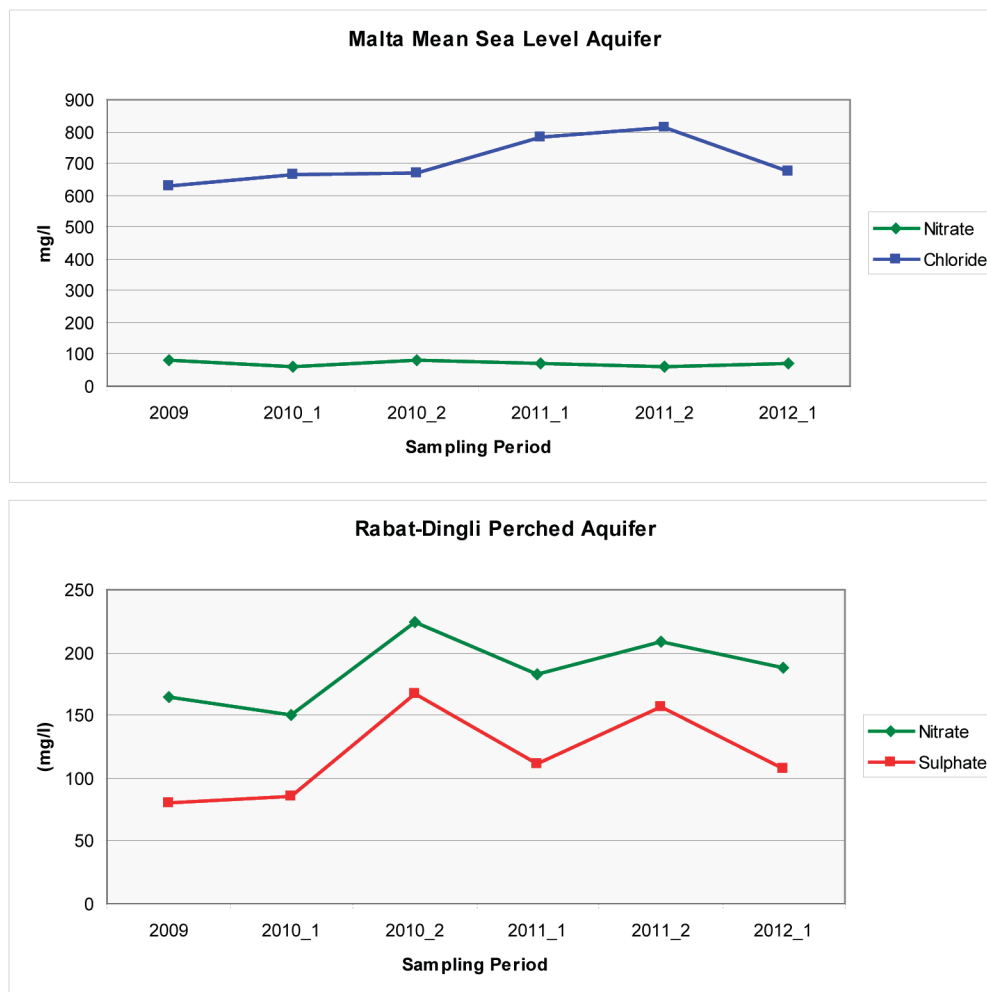 Malta Mean Sea Level Aquifer
900
800
700
600
500
400
300
200
100
0
mg/l
2009 2010_1 2010_2 2011_1 2011_2 2012_1
Sampling Period
Nitrate
Chloride
Rabat-Dingli Perched Aquifer
250
200
150
100
50
0
(mg/l)
2009 2010_1 2010_2 2011_1 2011_2 2012_1
Sampling Period
Nitrate
Sulphate